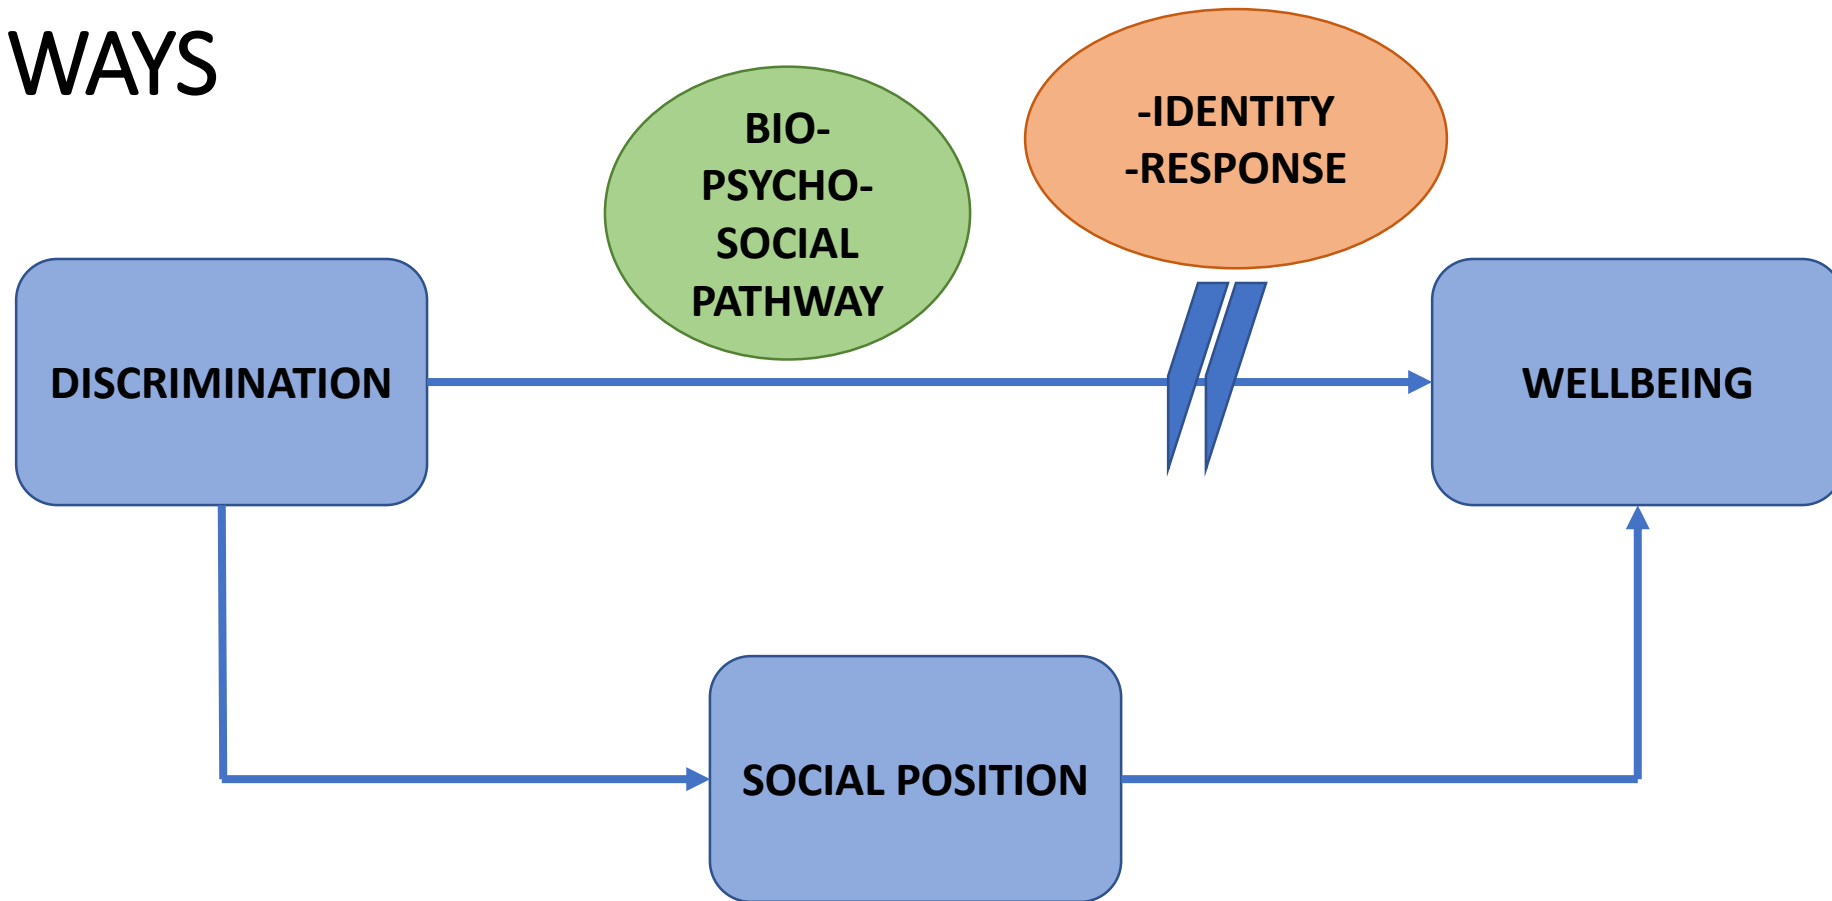 WAYS
BIO-
PSYCHO-
SOCIAL
PATHWAY
-IDENTITY
-RESPONSE
DISCRIMINATION
WELLBEING
SOCIAL POSITION